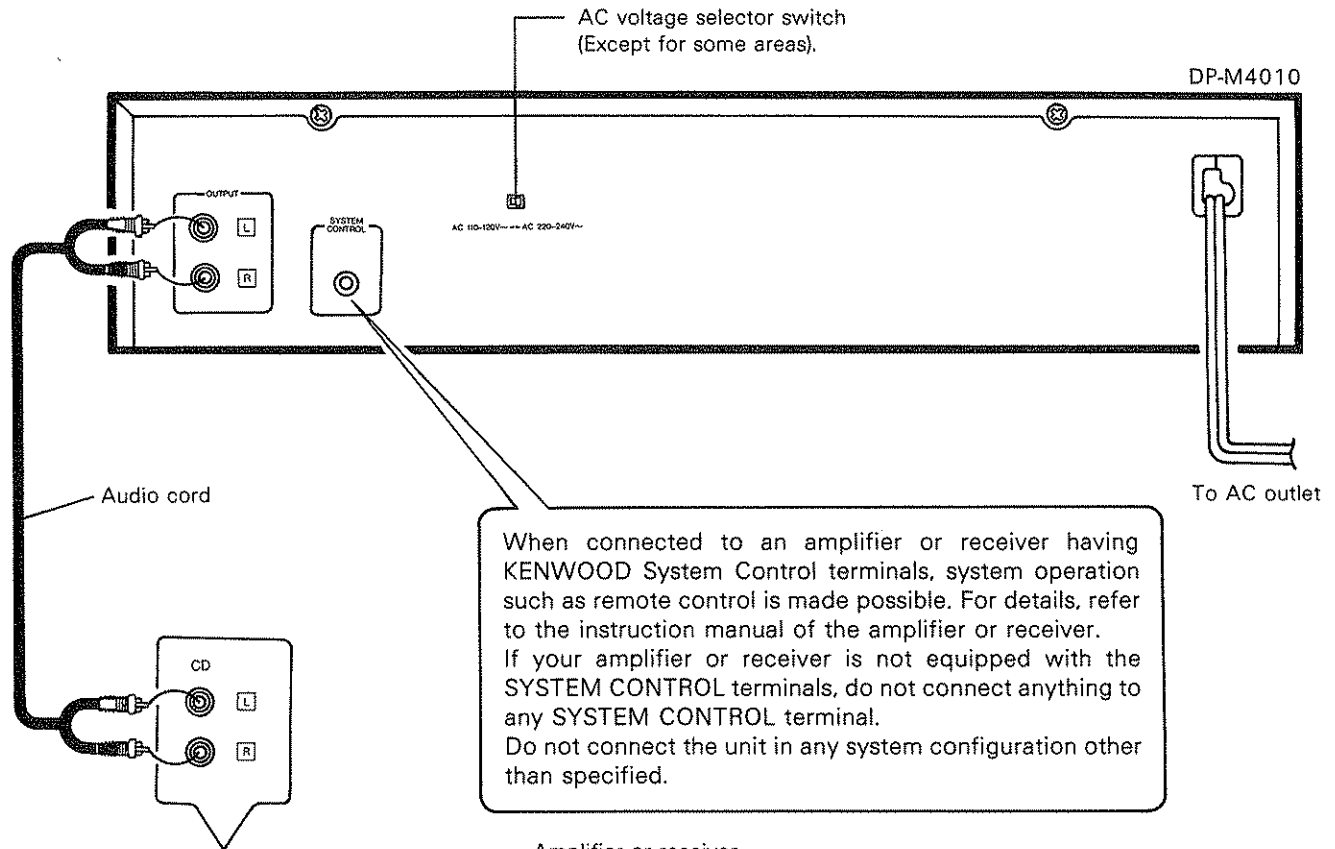 AC voltage selector switch
(Except for some areas).
DP-M4010
OUTPUT
L
R
SYSTEM
CONTROL
AC 110-120V~ -- AC 220-240V~
Audio cord
To AC outlet
When connected to an amplifier or receiver having
KENWOOD System Control terminals, system operation
such as remote control is made possible. For details, refer
to the instruction manual of the amplifier or receiver.
If your amplifier or receiver is not equipped with the
SYSTEM CONTROL terminals, do not connect anything to
any SYSTEM CONTROL terminal.
Do not connect the unit in any system configuration other
than specified.
CD
L
R
Amplifier or receiver